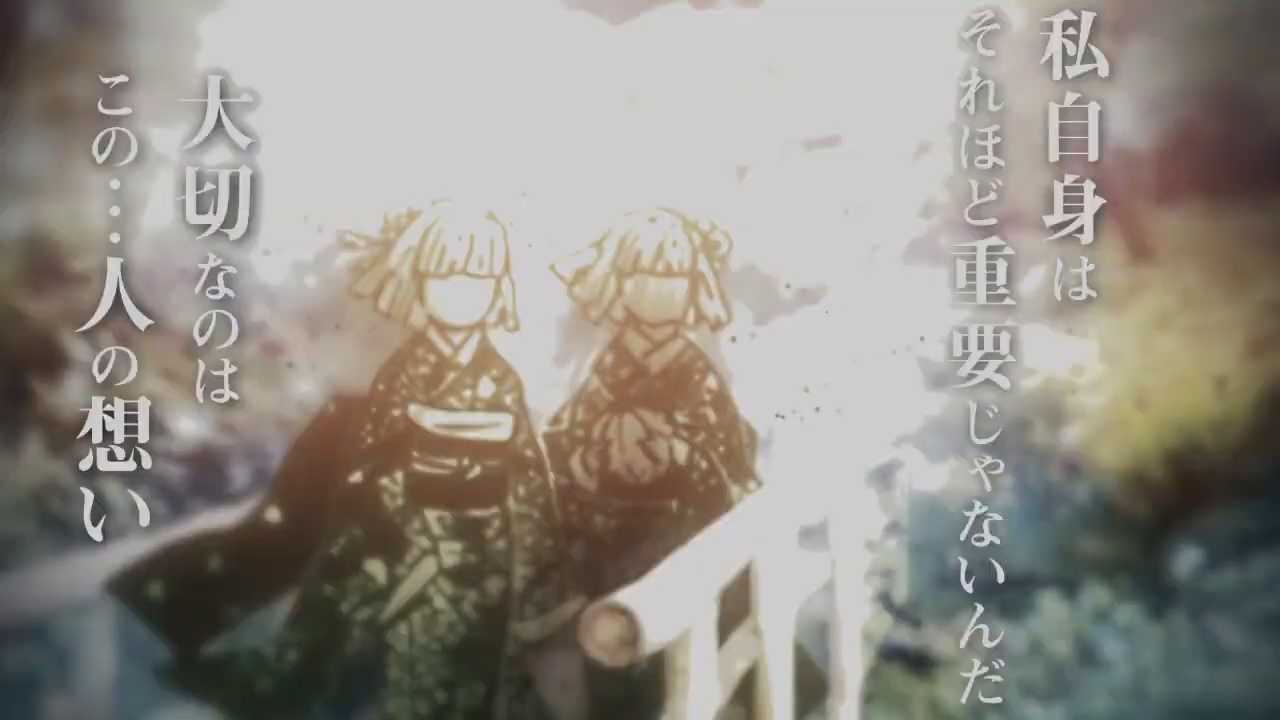 私自身は
それほど重要じゃないんだ
大切なのは
この‥‥人の想い